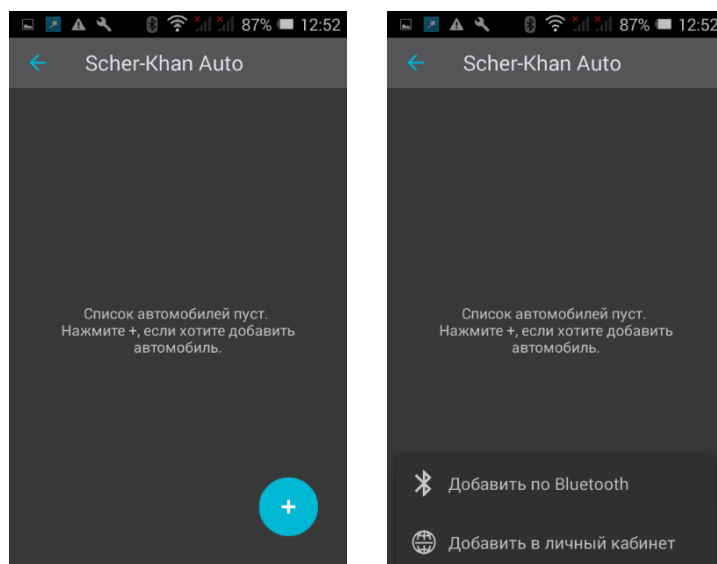 87% 12:52
Scher-Khan Auto
Список автомобилей пуст.
Нажмите +, если хотите добавить
автомобиль.
+
87% 12:52
Scher-Khan Auto
Список автомобилей пуст.
Нажмите +, если хотите добавить
автомобиль.
Добавить по Bluetooth
Добавить в личный кабинет